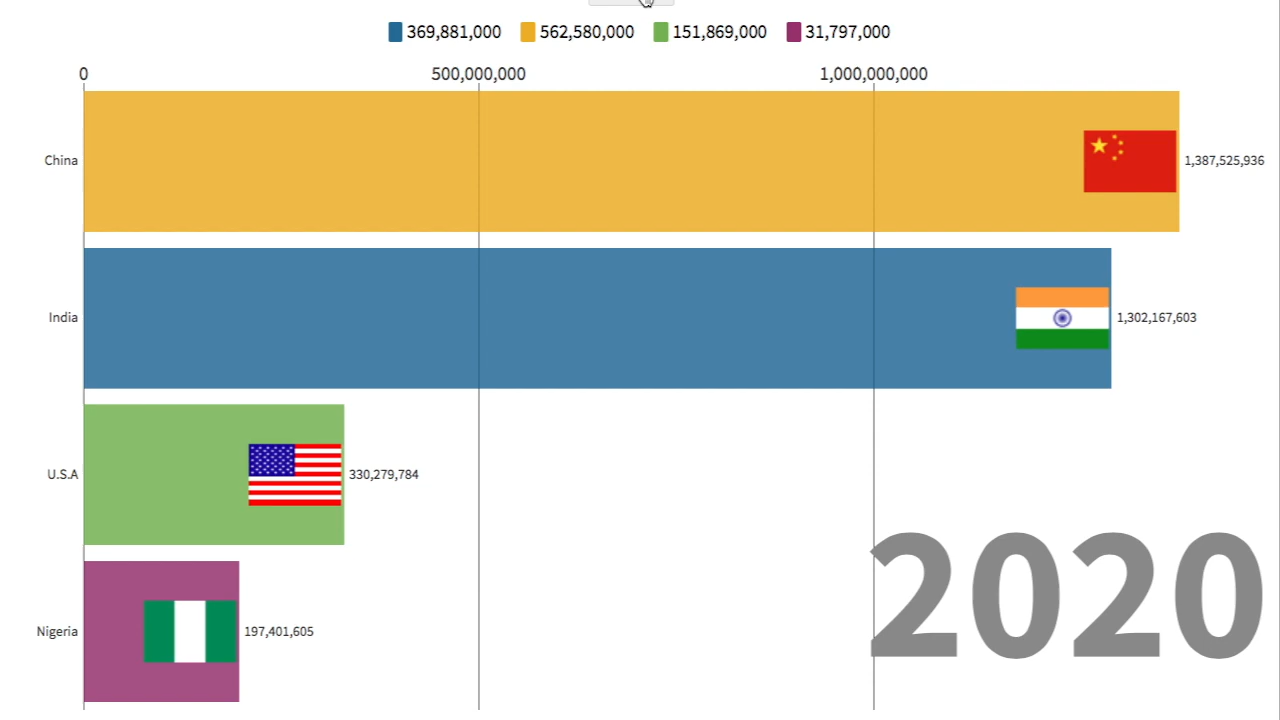 369,881,000 562,580,000 151,869,000 31,797,000
0 500,000,000 1,000,000,000
China 1,387,525,936
India 1,302,167,603
U.S.A 330,279,784
Nigeria 197,401,605
2020